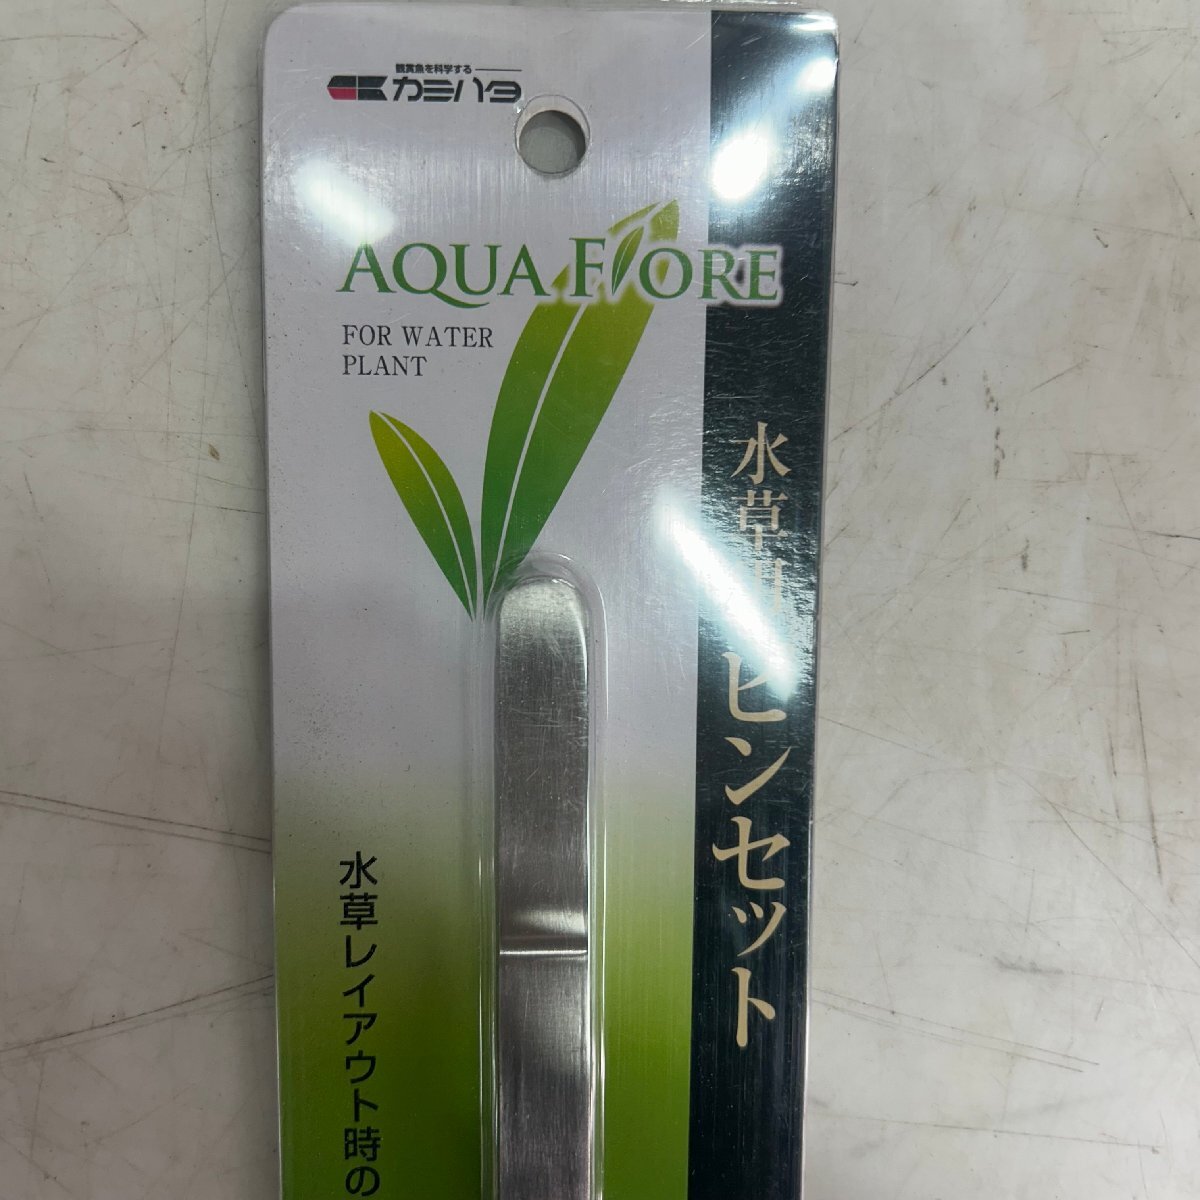 観賞魚を科学する
カミハタ
AQUA FIORE
FOR WATER
PLANT
水草用 ピンセット
水草レイアウト時の